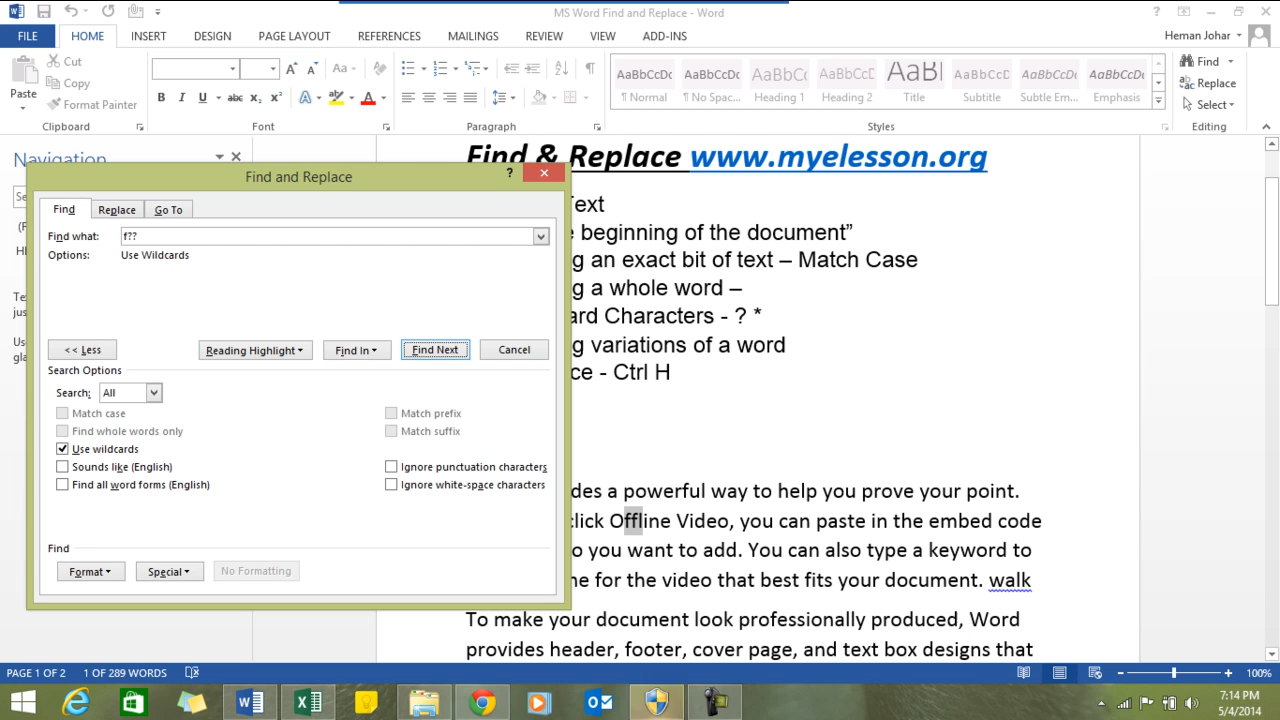 MS Word Find and Replace - Word
FILE HOME INSERT DESIGN PAGE LAYOUT REFERENCES MAILINGS REVIEW VIEW ADD-INS Heman Johar
Paste
Cut
Copy
Format Painter
Clipboard
Aa
B I U abc X₂ X² A A
Font
Paragraph
AaBbCcDc AaBbCcDc AaBbCc AaBbCcD AaBl AaBbCcD AaBbCcDc AaBbCcDc
¶ Normal ¶ No Spac... Heading 1 Heading 2 Title Subtitle Subtle Em... Emphasis
Styles
Find
Replace
Select
Editing
Navigation
Find & Replace www.myelesson.org
Find and Replace
Find Replace Go To
Find what: f??
Options: Use Wildcards
<< Less Reading Highlight Find In Find Next Cancel
Search Options
Search: All
Match case Match prefix
Find whole words only Match suffix
Use wildcards
Sounds like (English) Ignore punctuation characters
Find all word forms (English) Ignore white-space characters
Find
Format Special No Formatting
Text
beginning of the document”
g an exact bit of text – Match Case
g a whole word –
ard Characters - ? *
g variations of a word
ce - Ctrl H
des a powerful way to help you prove your point.
click Offline Video, you can paste in the embed code
o you want to add. You can also type a keyword to
ne for the video that best fits your document. walk
To make your document look professionally produced, Word
provides header, footer, cover page, and text box designs that
PAGE 1 OF 2 1 OF 289 WORDS 100%
7:14 PM
5/4/2014